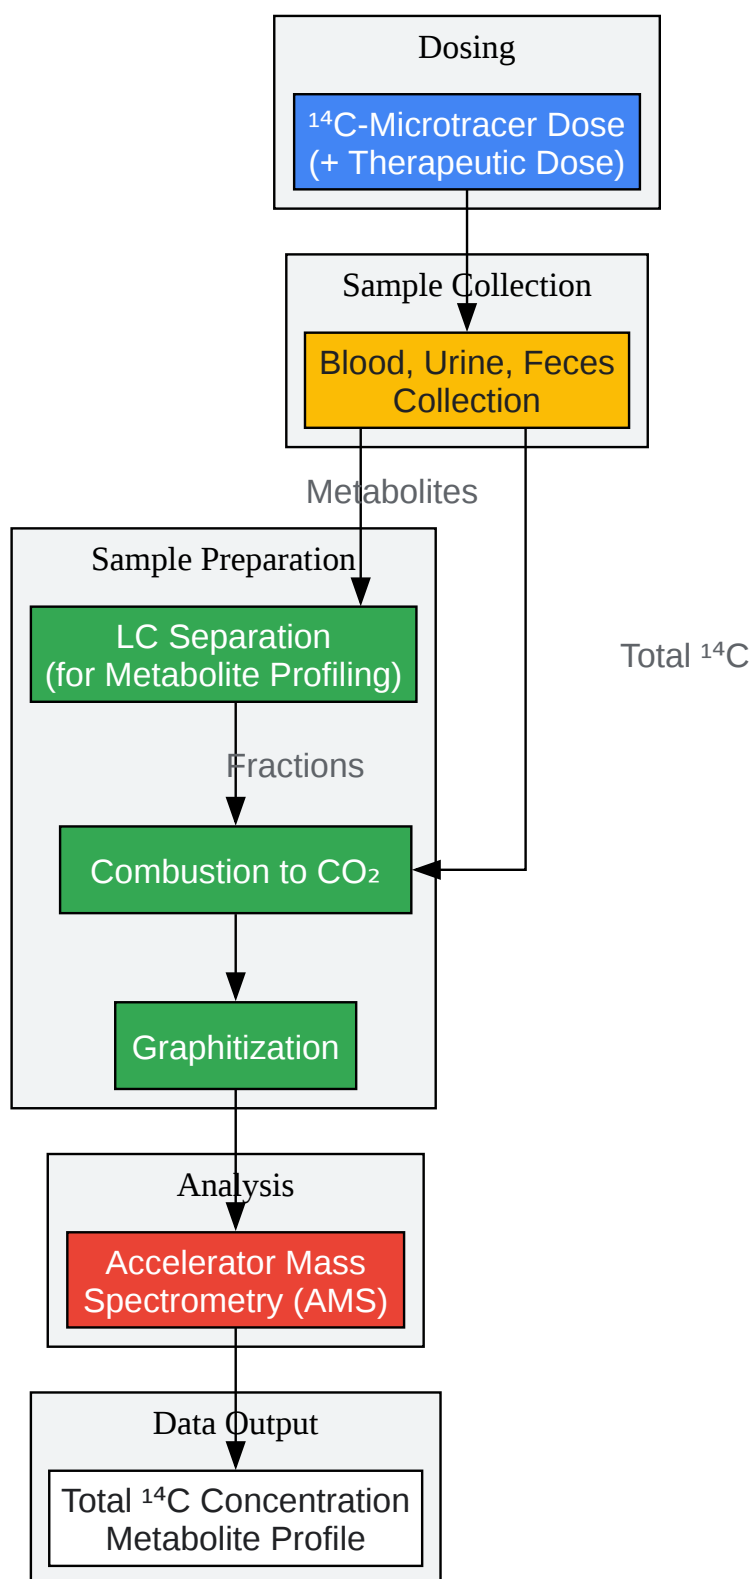 Dosing
¹⁴C-Microtracer Dose
(+ Therapeutic Dose)
Sample Collection
Blood, Urine, Feces
Collection
Metabolites
Sample Preparation
LC Separation
(for Metabolite Profiling)
Total ¹⁴C
Fractions
Combustion to CO₂
Graphitization
Analysis
Accelerator Mass
Spectrometry (AMS)
Data Output
Total ¹⁴C Concentration
Metabolite Profile